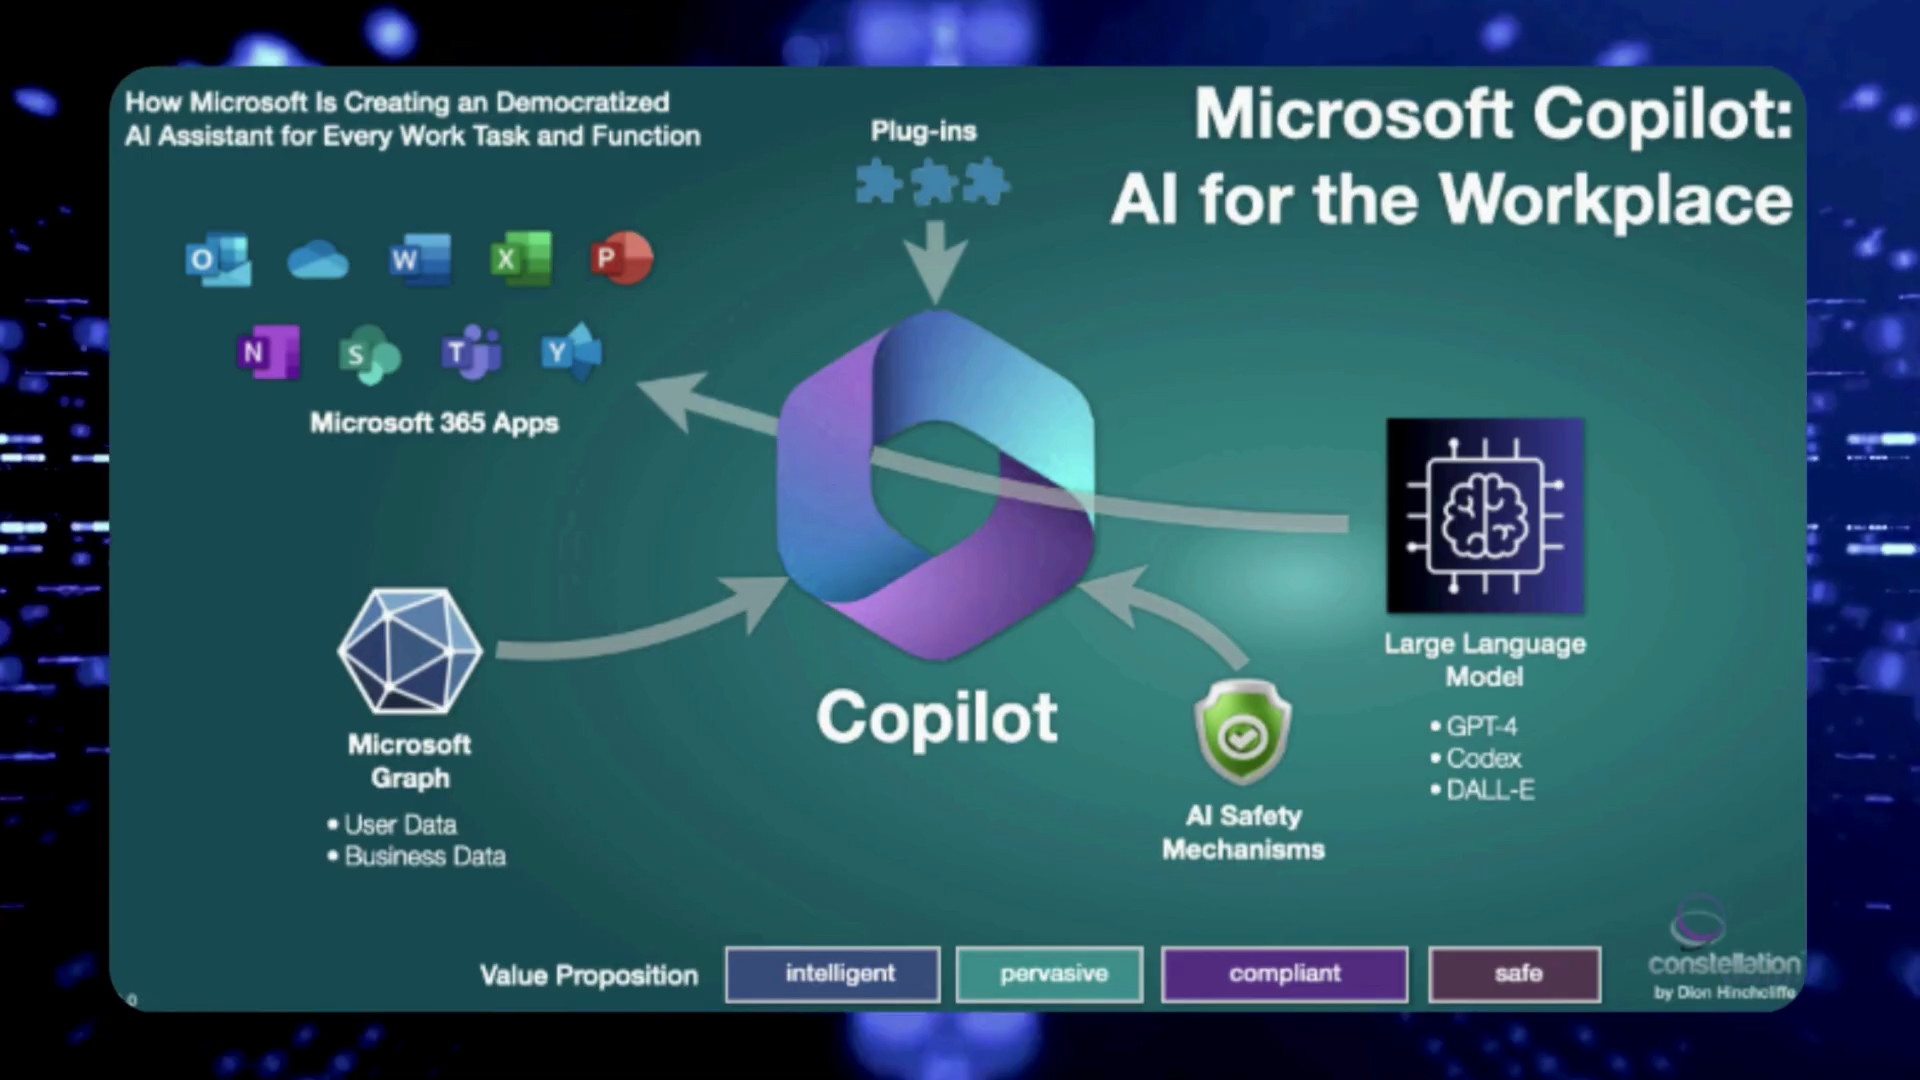 How Microsoft Is Creating an Democratized
AI Assistant for Every Work Task and Function
Microsoft Copilot:
AI for the Workplace
Plug-ins
O
W
X
P
N
S
T
Y
Microsoft 365 Apps
Copilot
Microsoft
Graph
• User Data
• Business Data
AI Safety
Mechanisms
Large Language
Model
• GPT-4
• Codex
• DALL-E
Value Proposition
intelligent
pervasive
compliant
safe
constellation
by Dion Hinchcliffe
0